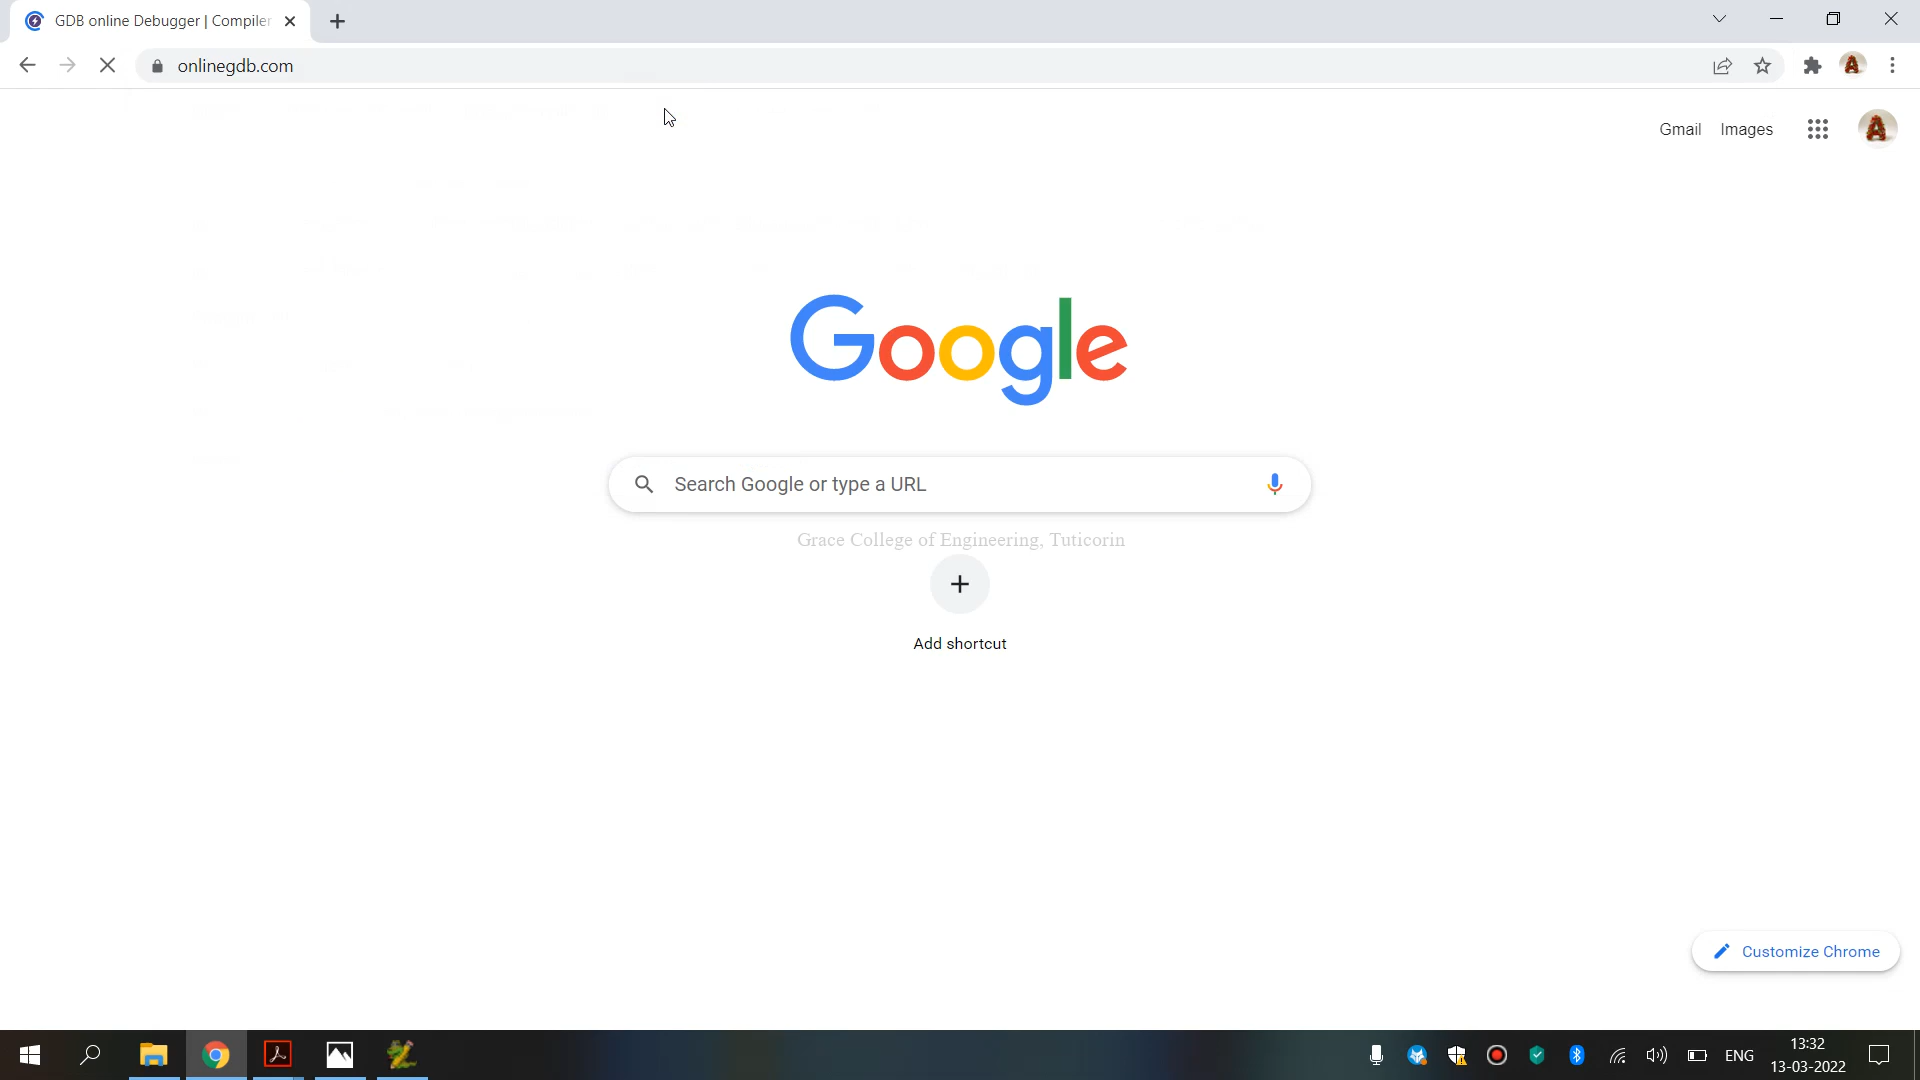 GDB online Debugger | Compiler
onlinegdb.com
Gmail Images
Google
Search Google or type a URL
Grace College of Engineering, Tuticorin
Add shortcut
Customize Chrome
ENG
13:32
13-03-2022